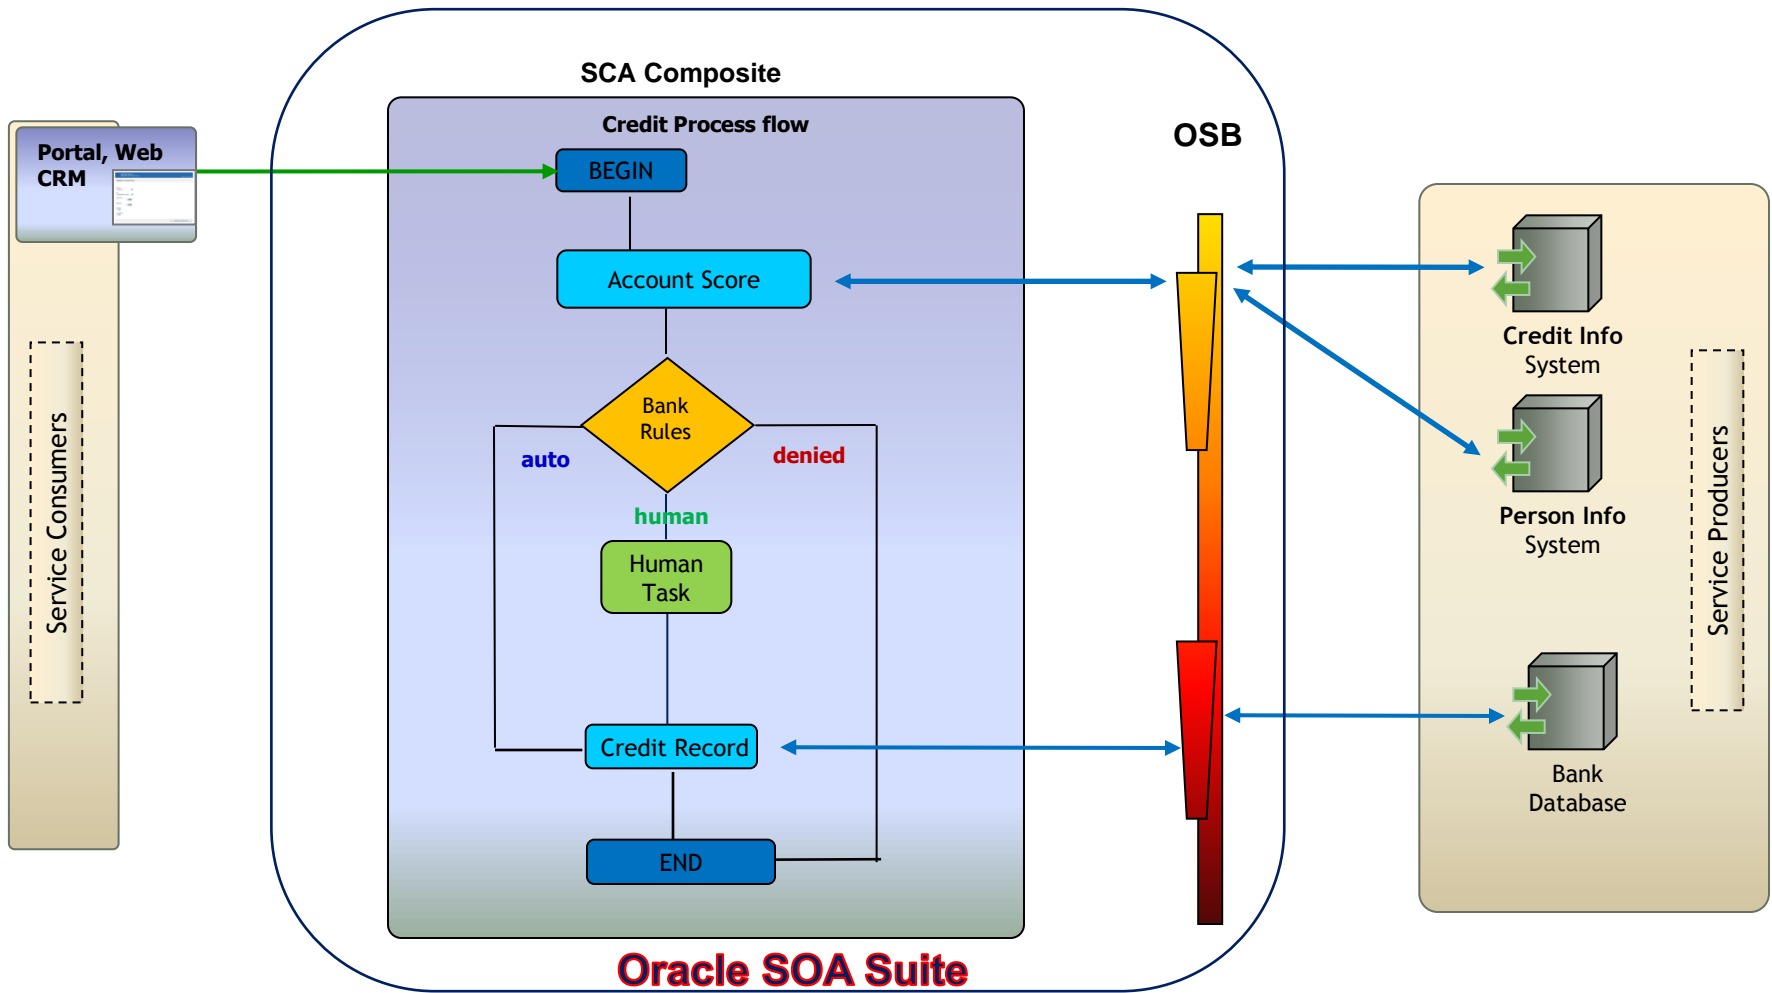 SCA Composite
Credit Process flow
Portal, Web
CRM
BEGIN
OSB
Account Score
Credit Info
System
Bank
Rules
auto
denied
human
Person Info
System
Human
Task
Service Consumers
Service Producers
Credit Record
Bank
Database
END
Oracle SOA Suite